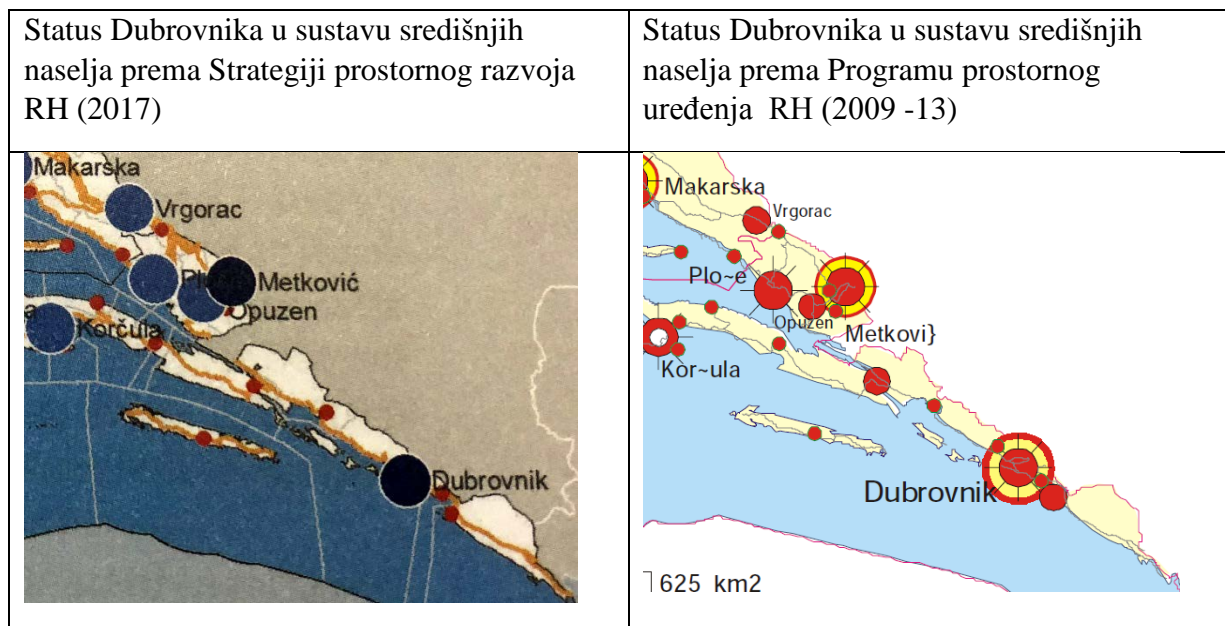 Status Dubrovnika u sustavu središnjih
naselja prema Strategiji prostornog razvoja
RH (2017)
Status Dubrovnika u sustavu središnjih
naselja prema Programu prostornog
uređenja RH (2009 -13)
Makarska
Vrgorac
Metković
Opuzen
Korčula
Dubrovnik
Makarska
Vrgorac
Plo~e
Opuzen
Metkovi}
Kor~ula
Dubrovnik
625 km2